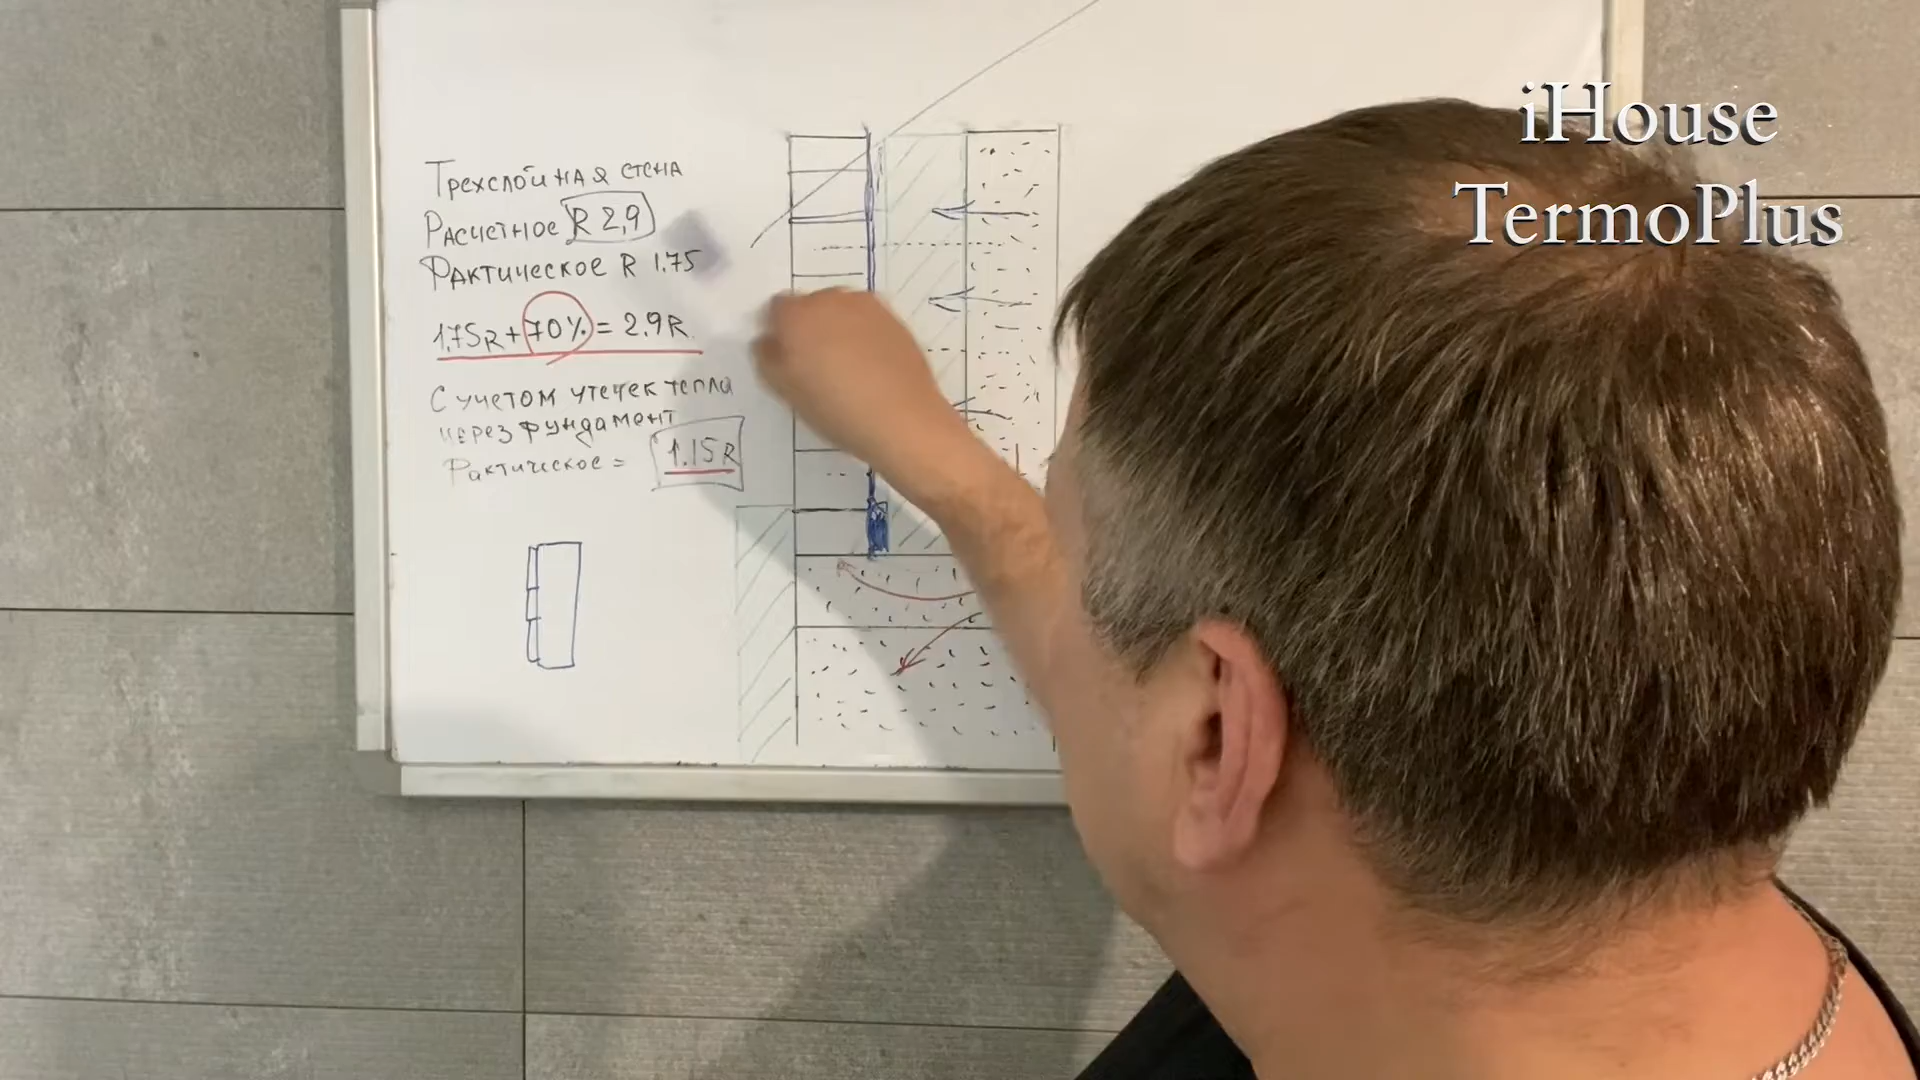 Трехслойная стена
Расчетное R 2,9
Фактическое R 1.75
1.75R+70%=2.9R
С учетом утечек тепла
через фундамент
Фактическое = 1.15R
iHouse
TermoPlus